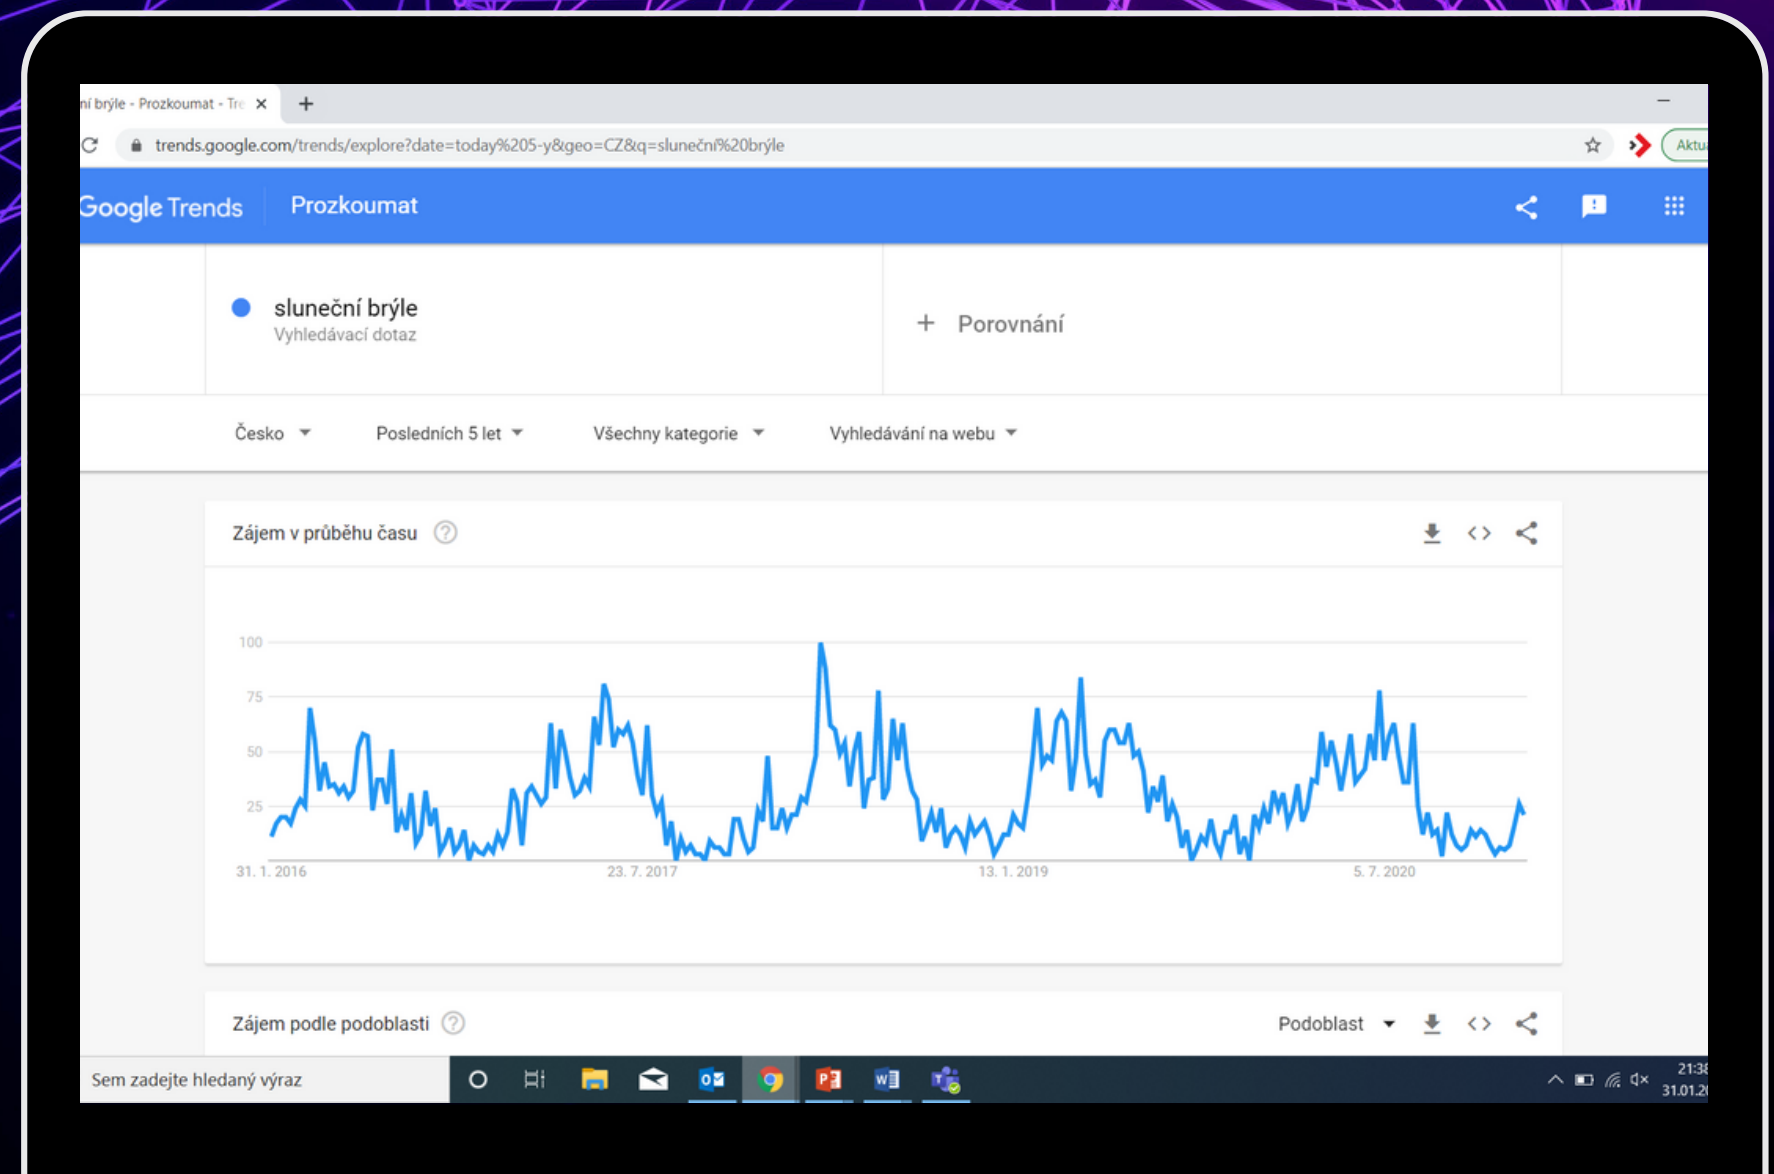 ní brýle - Prozkoumat - Tre
trends.google.com/trends/explore?date=today%205-y&geo=CZ&q=sluneční%20brýle
Aktu
Google Trends Prozkoumat
sluneční brýle
Vyhledávací dotaz
+ Porovnání
Česko Posledních 5 let Všechny kategorie Vyhledávání na webu
Zájem v průběhu času
100
75
50
25
31. 1. 2016 23. 7. 2017 13. 1. 2019 5. 7. 2020
Zájem podle podoblasti Podoblast
Sem zadejte hledaný výraz
21:38
31.01.20